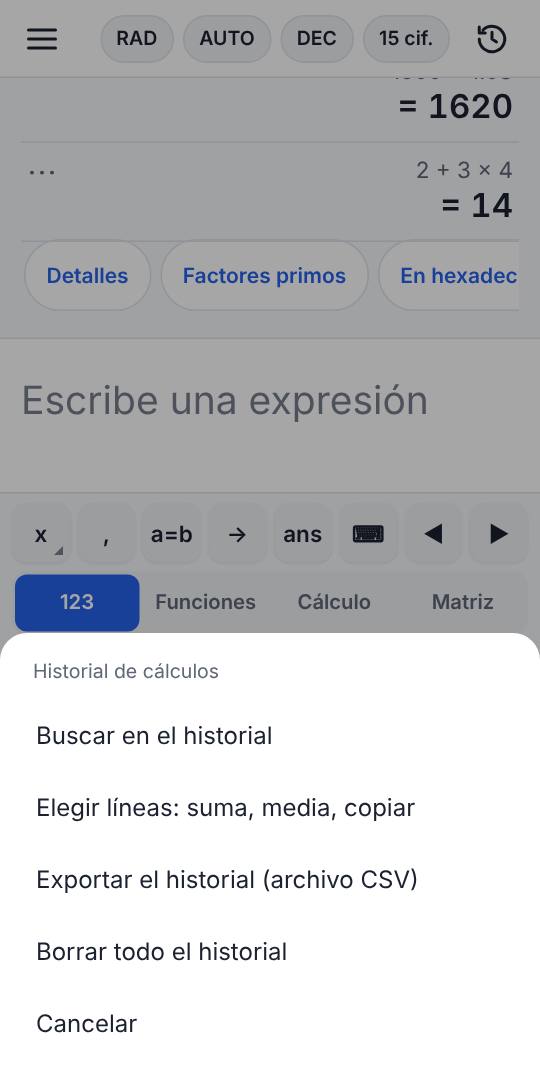 RAD AUTO DEC 15 cif.
= 1620
... 2 + 3 × 4
= 14
Detalles Factores primos En hexadec
Escribe una expresión
x , a=b → ans ⌨ ◀ ▶
123 Funciones Cálculo Matriz
Historial de cálculos
Buscar en el historial
Elegir líneas: suma, media, copiar
Exportar el historial (archivo CSV)
Borrar todo el historial
Cancelar